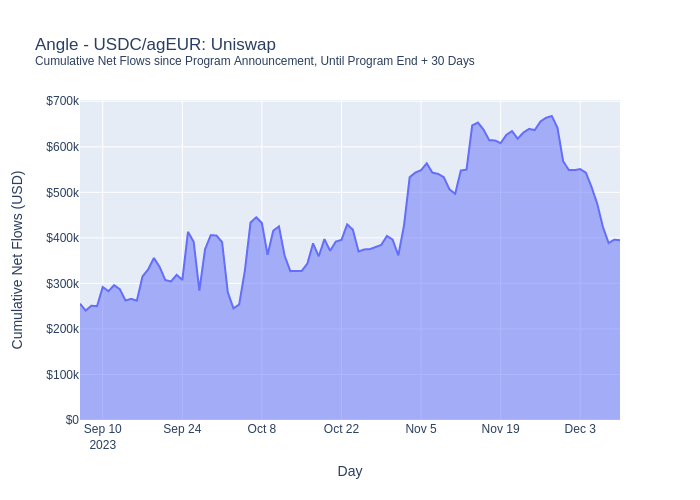 Angle - USDC/agEUR: Uniswap
Cumulative Net Flows since Program Announcement, Until Program End + 30 Days
$700k
$600k
$500k
$400k
$300k
$200k
$100k
$0
Cumulative Net Flows (USD)
Sep 10
2023
Sep 24
Oct 8
Oct 22
Nov 5
Nov 19
Dec 3
Day